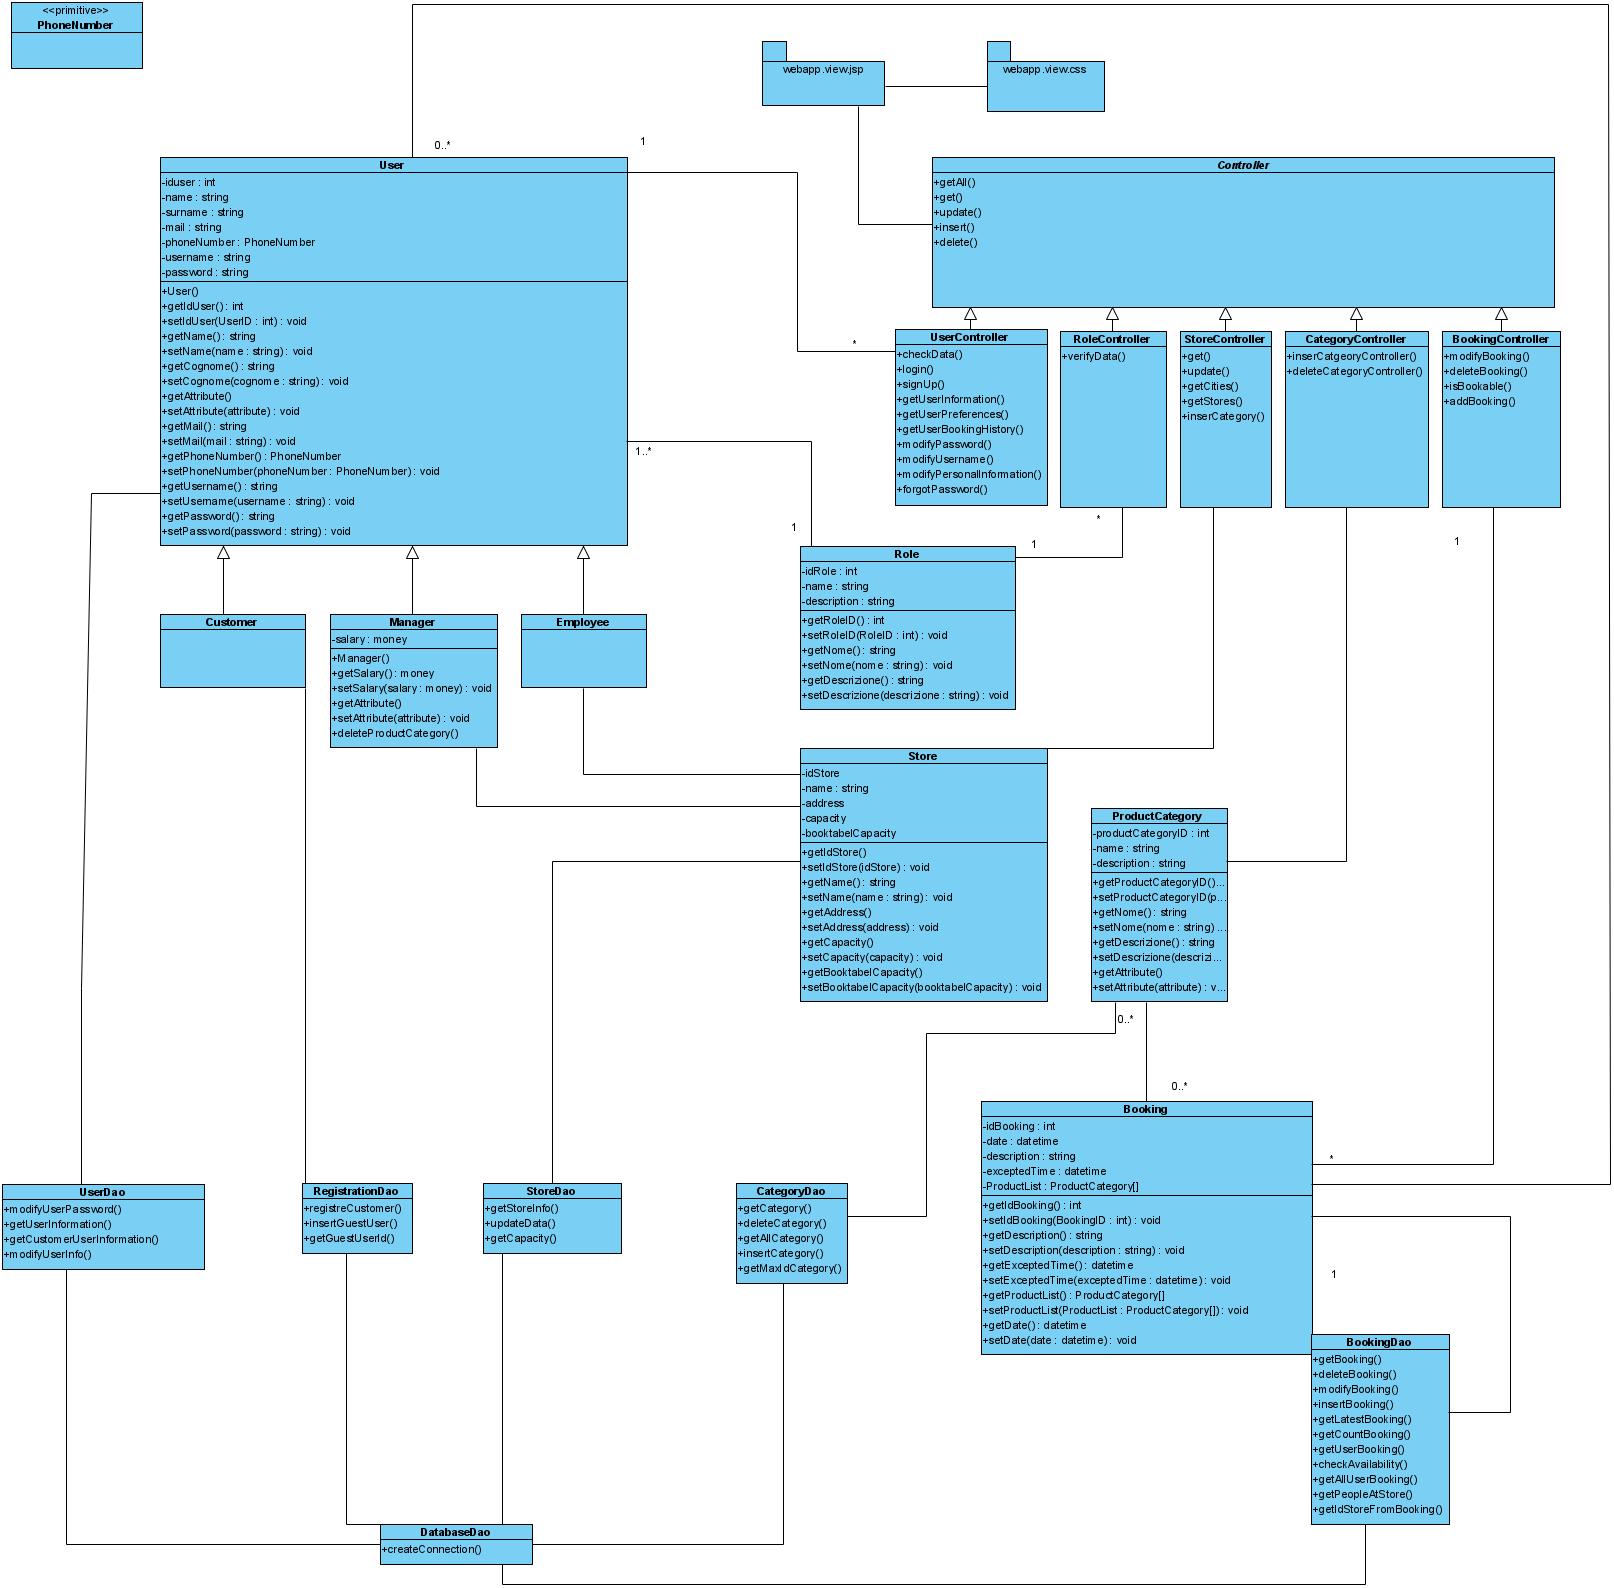 <<primitive>>
PhoneNumber
webapp.view.jsp
webapp.view.css
0..*
1
User
-iduser : int
-name : string
-surname : string
-mail : string
-phoneNumber : PhoneNumber
-username : string
-password : string
+User()
+getIdUser() : int
+setIdUser(UserID : int) : void
+getName() : string
+setName(name : string) : void
+getCognome() : string
+setCognome(cognome : string) : void
+getAttribute()
+setAttribute(attribute) : void
+getMail() : string
+setMail(mail : string) : void
+getPhoneNumber() : PhoneNumber
+setPhoneNumber(phoneNumber : PhoneNumber) : void
+getUsername() : string
+setUsername(username : string) : void
+getPassword() : string
+setPassword(password : string) : void
Controller
+getAll()
+get()
+update()
+insert()
+delete()
*
UserController
+checkData()
+login()
+signUp()
+getUserInformation()
+getUserPreferences()
+getUserBookingHistory()
+modifyPassword()
+modifyUsername()
+modifyPersonalInformation()
+forgotPassword()
RoleController
+verifyData()
StoreController
+get()
+update()
+getCities()
+getStores()
+inserCategory()
CategoryController
+inserCatgeoryController()
+deleteCategoryController()
BookingController
+modifyBooking()
+deleteBooking()
+isBookable()
+addBooking()
1..*
1
1
*
1
Role
-idRole : int
-name : string
-description : string
+getRoleID() : int
+setRoleID(RoleID : int) : void
+getNome() : string
+setNome(nome : string) : void
+getDescrizione() : string
+setDescrizione(descrizione : string) : void
Customer
Manager
-salary : money
+Manager()
+getSalary() : money
+setSalary(salary : money) : void
+getAttribute()
+setAttribute(attribute) : void
+deleteProductCategory()
Employee
Store
-idStore
-name : string
-address
-capacity
-booktabelCapacity
+getIdStore()
+setIdStore(idStore) : void
+getName() : string
+setName(name : string) : void
+getAddress()
+setAddress(address) : void
+getCapacity()
+setCapacity(capacity) : void
+getBooktabelCapacity()
+setBooktabelCapacity(booktabelCapacity) : void
ProductCategory
-productCategoryID : int
-name : string
-description : string
+getProductCategoryID()...
+setProductCategoryID(p...
+getNome() : string
+setNome(nome : string) ...
+getDescrizione() : string
+setDescrizione(descrizi...
+getAttribute()
+setAttribute(attribute) : v...
0..*
0..*
Booking
-idBooking : int
-date : datetime
-description : string
-exceptedTime : datetime
-ProductList : ProductCategory[]
+getIdBooking() : int
+setIdBooking(BookingID : int) : void
+getDescription() : string
+setDescription(description : string) : void
+getExceptedTime() : datetime
+setExceptedTime(exceptedTime : datetime) : void
+getProductList() : ProductCategory[]
+setProductList(ProductList : ProductCategory[]) : void
+getDate() : datetime
+setDate(date : datetime) : void
*
1
UserDao
+modifyUserPassword()
+getUserInformation()
+getCustomerUserInformation()
+modifyUserInfo()
RegistrationDao
+registreCustomer()
+insertGuestUser()
+getGuestUserId()
StoreDao
+getStoreInfo()
+updateData()
+getCapacity()
CategoryDao
+getCategory()
+deleteCategory()
+getAllCategory()
+insertCategory()
+getMaxIdCategory()
BookingDao
+getBooking()
+deleteBooking()
+modifyBooking()
+insertBooking()
+getLatestBooking()
+getCountBooking()
+getUserBooking()
+checkAvailability()
+getAllUserBooking()
+getPeopleAtStore()
+getIdStoreFromBooking()
DatabaseDao
+createConnection()